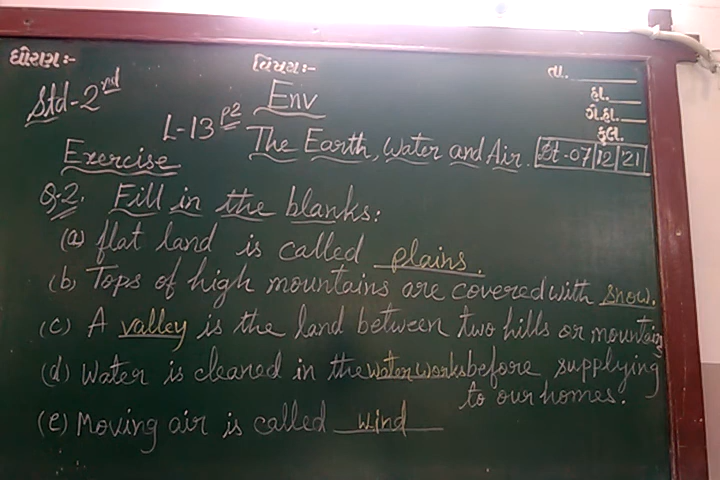 ધોરણ :- વિષય :- તા.
Std-2nd Env હા.
L-13 P2 ગે.હા.
The Earth, Water and Air. કુલ
Exercise Dt-07/12/'21
Q.2. Fill in the blanks:
(a) flat land is called plains.
(b) Tops of high mountains are covered with snow.
(c) A valley is the land between two hills or mountains
(d) Water is cleaned in the waterworks before supplying
to our homes.
(e) Moving air is called wind